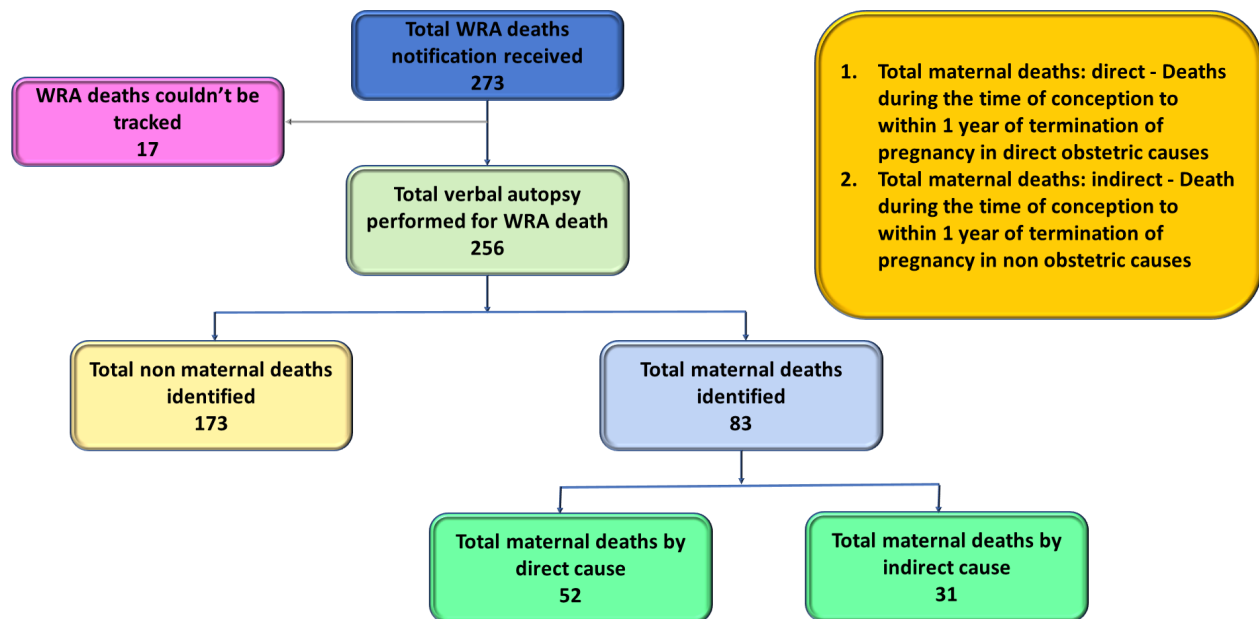 Total WRA deaths
notification received
273
WRA deaths couldn't be
tracked
17
1. Total maternal deaths: direct - Deaths
during the time of conception to
within 1 year of termination of
pregnancy in direct obstetric causes
2. Total maternal deaths: indirect - Death
during the time of conception to
within 1 year of termination of
pregnancy in non obstetric causes
Total verbal autopsy
performed for WRA death
256
Total non maternal deaths
identified
173
Total maternal deaths
identified
83
Total maternal deaths by
direct cause
52
Total maternal deaths by
indirect cause
31